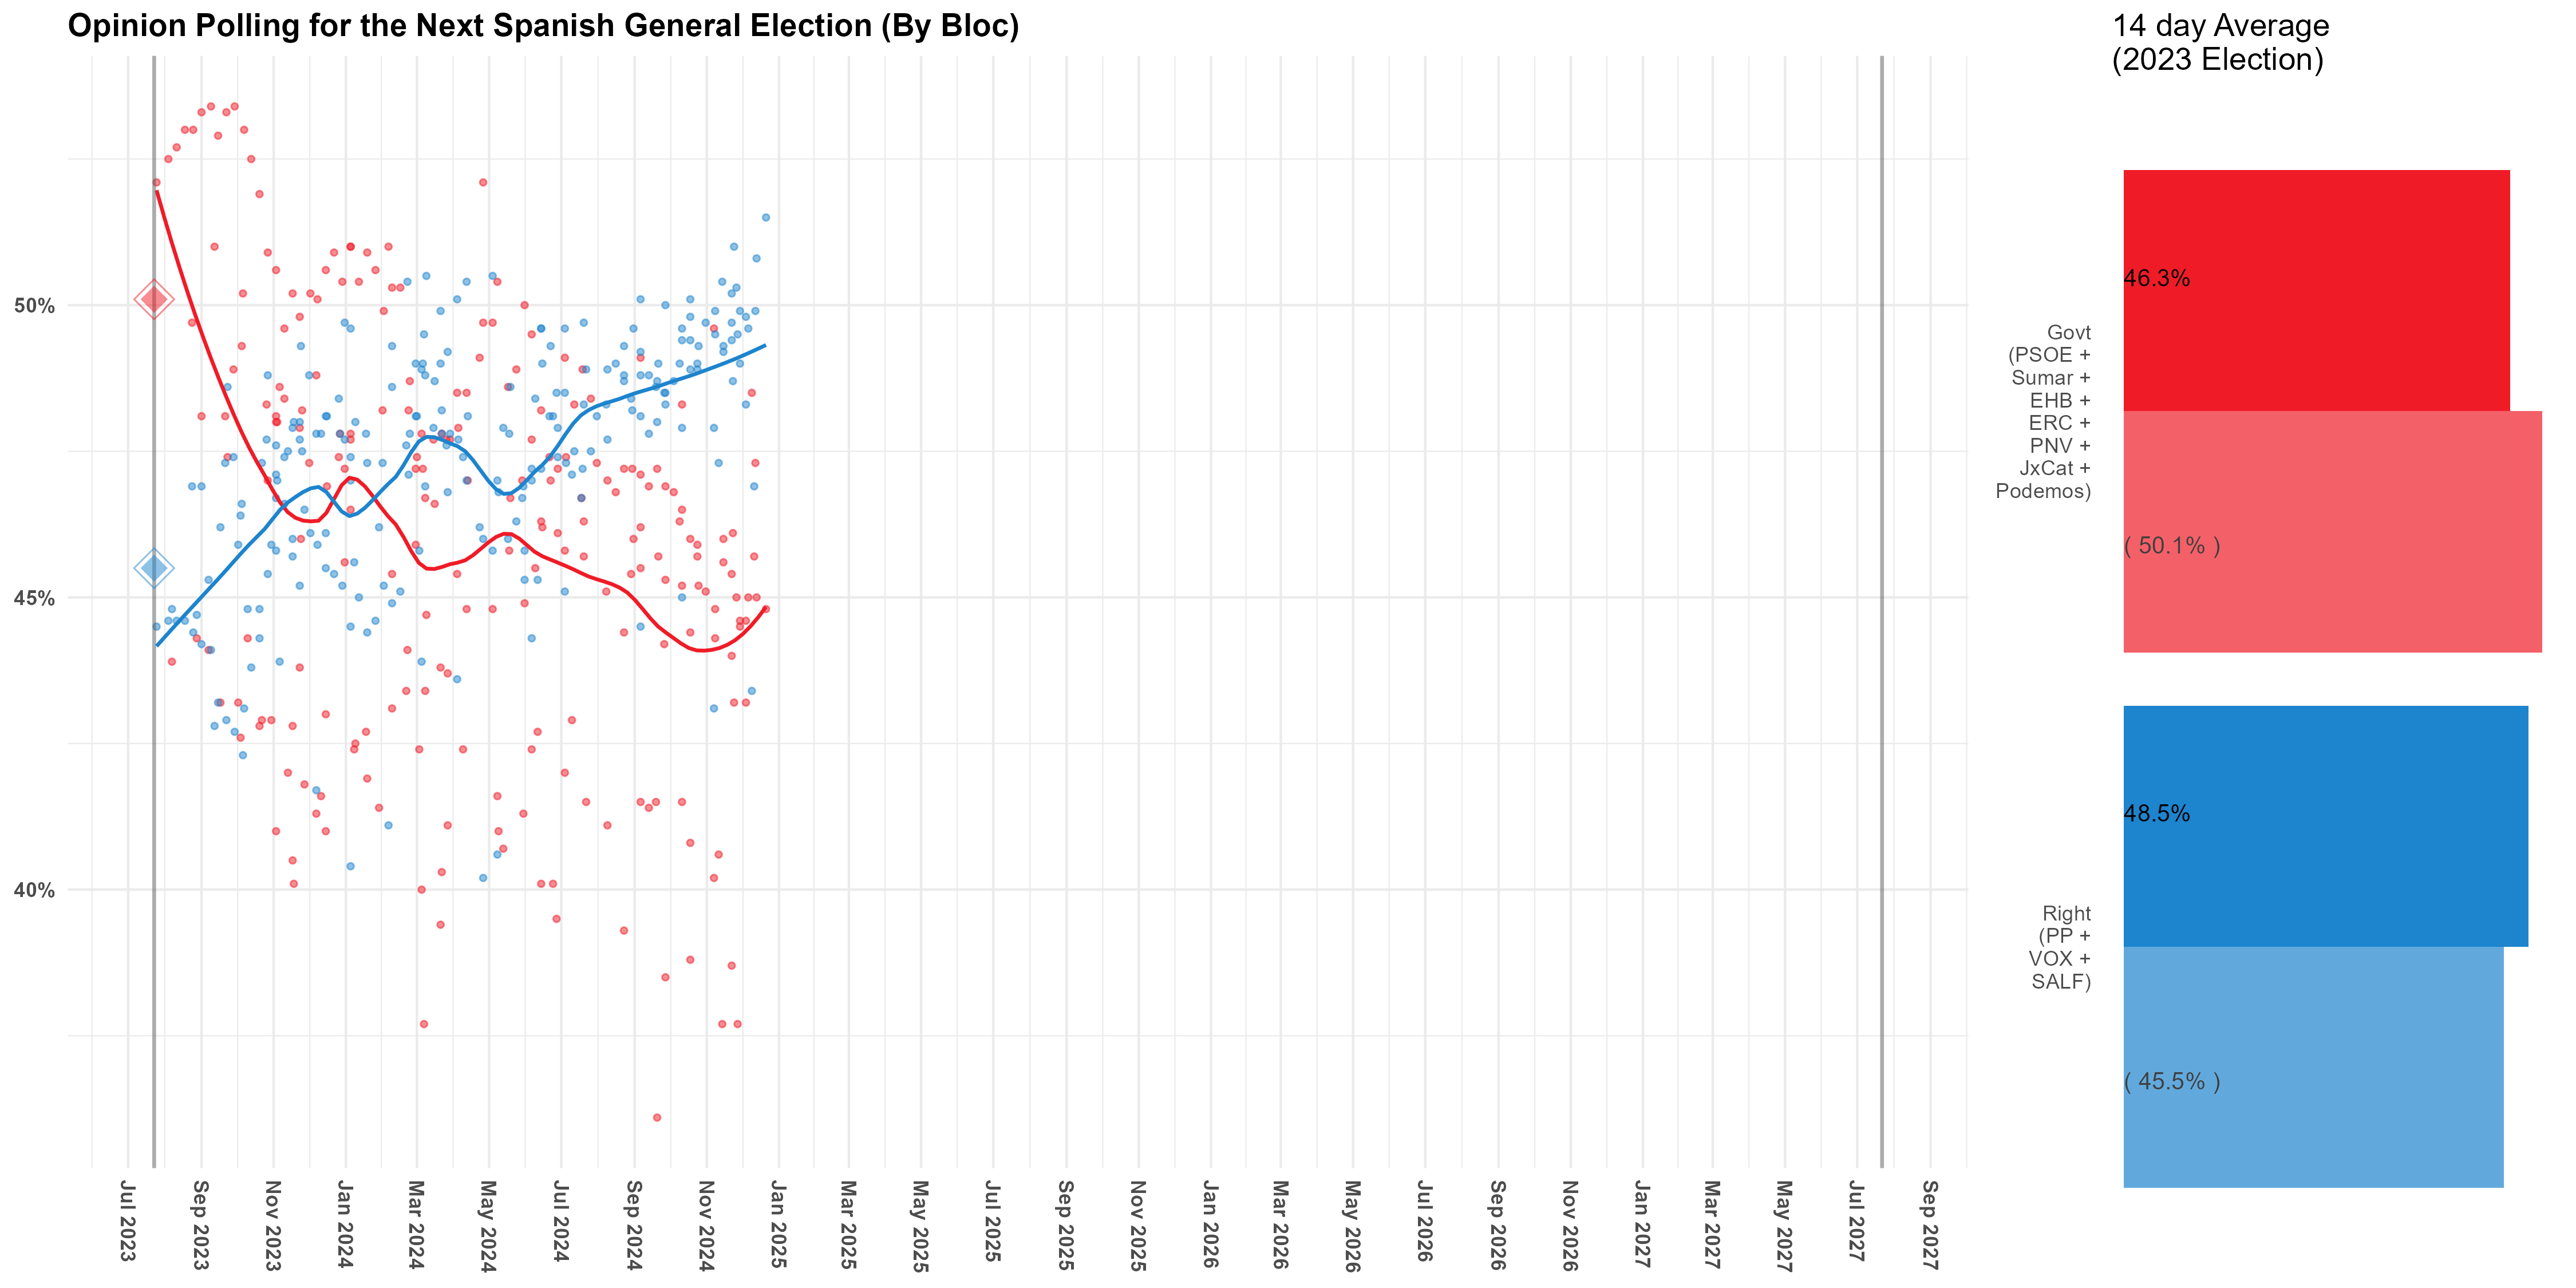 Opinion Polling for the Next Spanish General Election (By Bloc)
14 day Average
(2023 Election)
50%
45%
40%
Jul 2023
Sep 2023
Nov 2023
Jan 2024
Mar 2024
May 2024
Jul 2024
Sep 2024
Nov 2024
Jan 2025
Mar 2025
May 2025
Jul 2025
Sep 2025
Nov 2025
Jan 2026
Mar 2026
May 2026
Jul 2026
Sep 2026
Nov 2026
Jan 2027
Mar 2027
May 2027
Jul 2027
Sep 2027
Govt
(PSOE +
Sumar +
EHB +
ERC +
PNV +
JxCat +
Podemos)
46.3%
( 50.1% )
Right
(PP +
VOX +
SALF)
48.5%
( 45.5% )